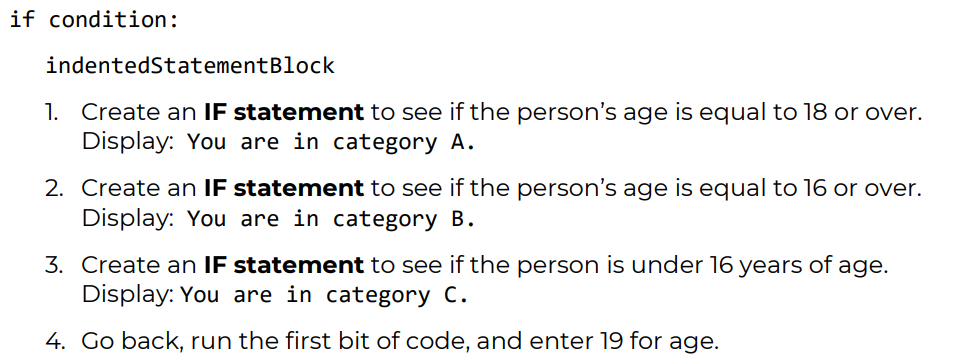 if condition:
indentedStatementBlock
1. Create an IF statement to see if the person’s age is equal to 18 or over.
Display: You are in category A.
2. Create an IF statement to see if the person’s age is equal to 16 or over.
Display: You are in category B.
3. Create an IF statement to see if the person is under 16 years of age.
Display: You are in category C.
4. Go back, run the first bit of code, and enter 19 for age.